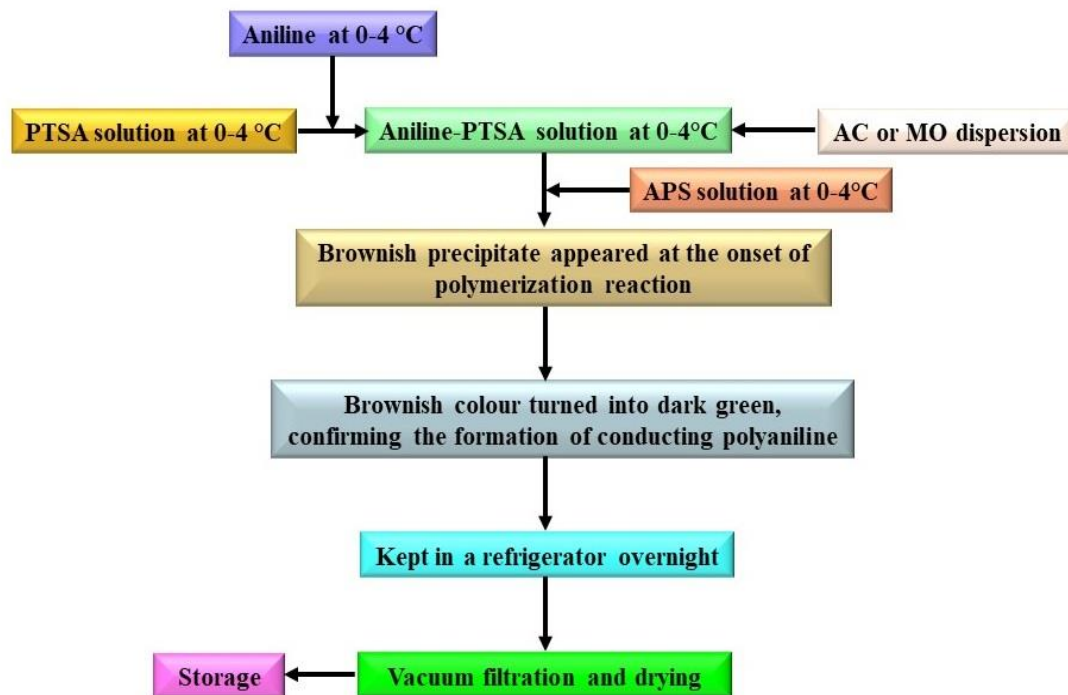 Aniline at 0-4 °C
PTSA solution at 0-4 °C
Aniline-PTSA solution at 0-4°C
AC or MO dispersion
APS solution at 0-4°C
Brownish precipitate appeared at the onset of
polymerization reaction
Brownish colour turned into dark green,
confirming the formation of conducting polyaniline
Kept in a refrigerator overnight
Storage
Vacuum filtration and drying